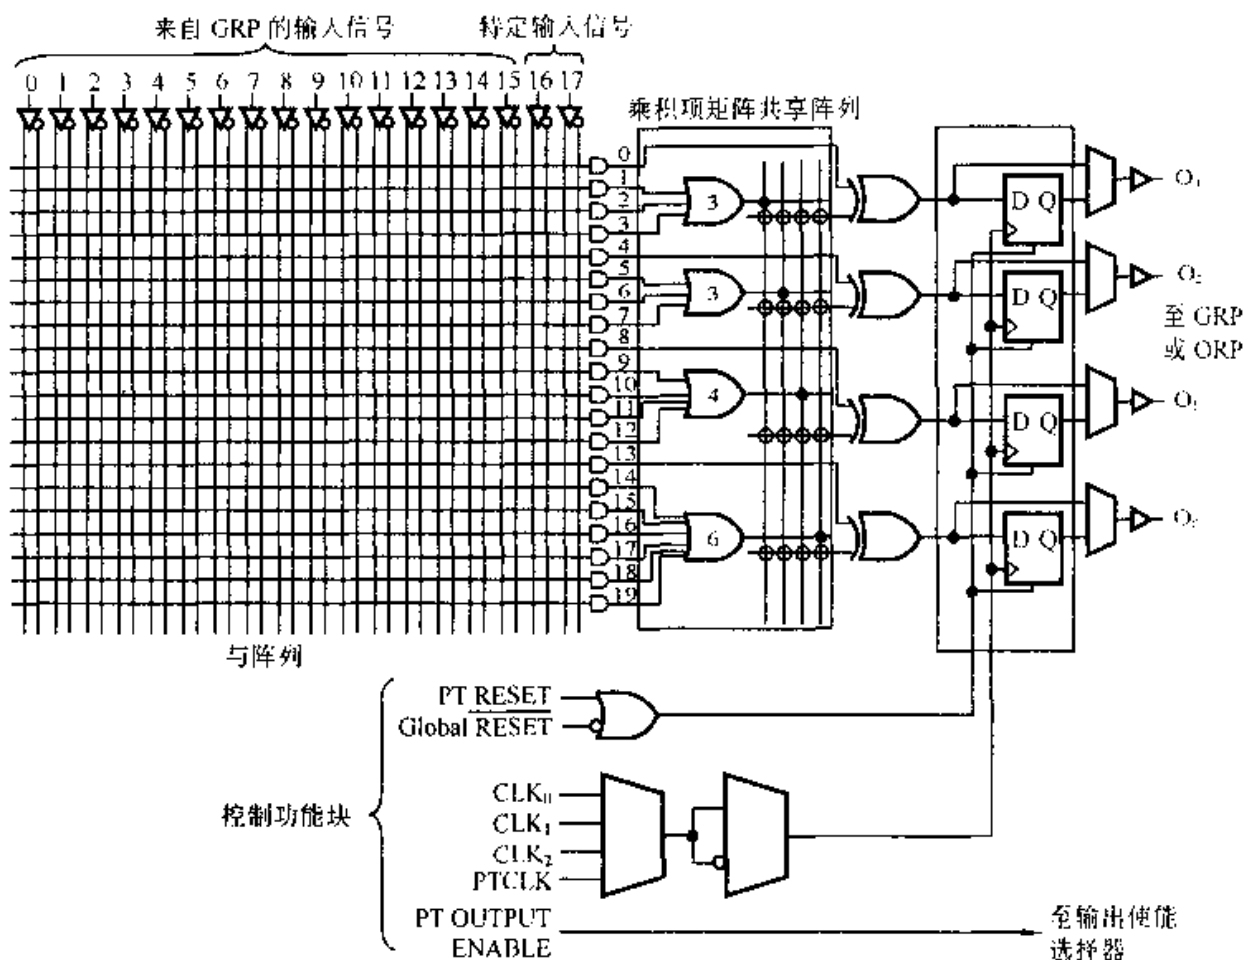 来自 GRP 的输入信号
特定输入信号
0 1 2 3 4 5 6 7 8 9 10 11 12 13 14 15 16 17
乘积项矩阵共享阵列
0
1
2
3
4
5
6
7
8
9
10
11
12
13
14
15
16
17
18
19
3
3
4
6
D Q
D Q
D Q
D Q
O₂
至 GRP
或 ORP
与阵列
PT RESET
Global RESET
控制功能块
CLK₀
CLK₁
CLK₂
PTCLK
PT OUTPUT
ENABLE
至输出使能
选择器